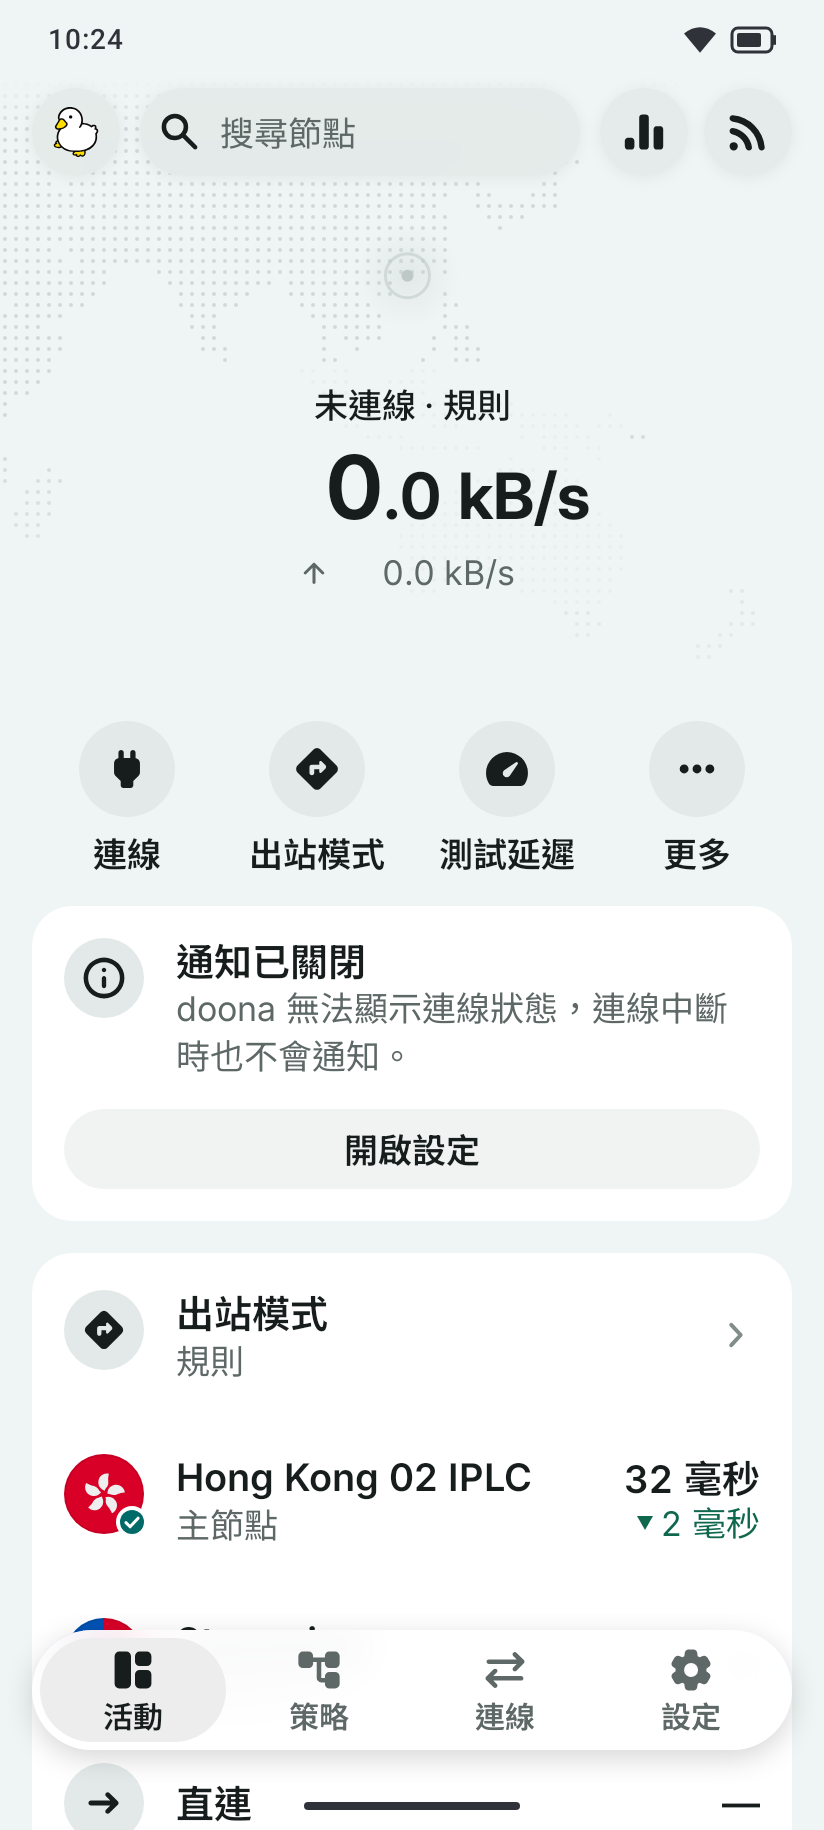 10:24
搜尋節點
未連線 · 規則
0.0 kB/s
0.0 kB/s
連線
出站模式
測試延遲
更多
通知已關閉
doona 無法顯示連線狀態，連線中斷
時也不會通知。
開啟設定
出站模式
規則
Hong Kong 02 IPLC
32 毫秒
主節點
2 毫秒
活動
策略
連線
設定
直連